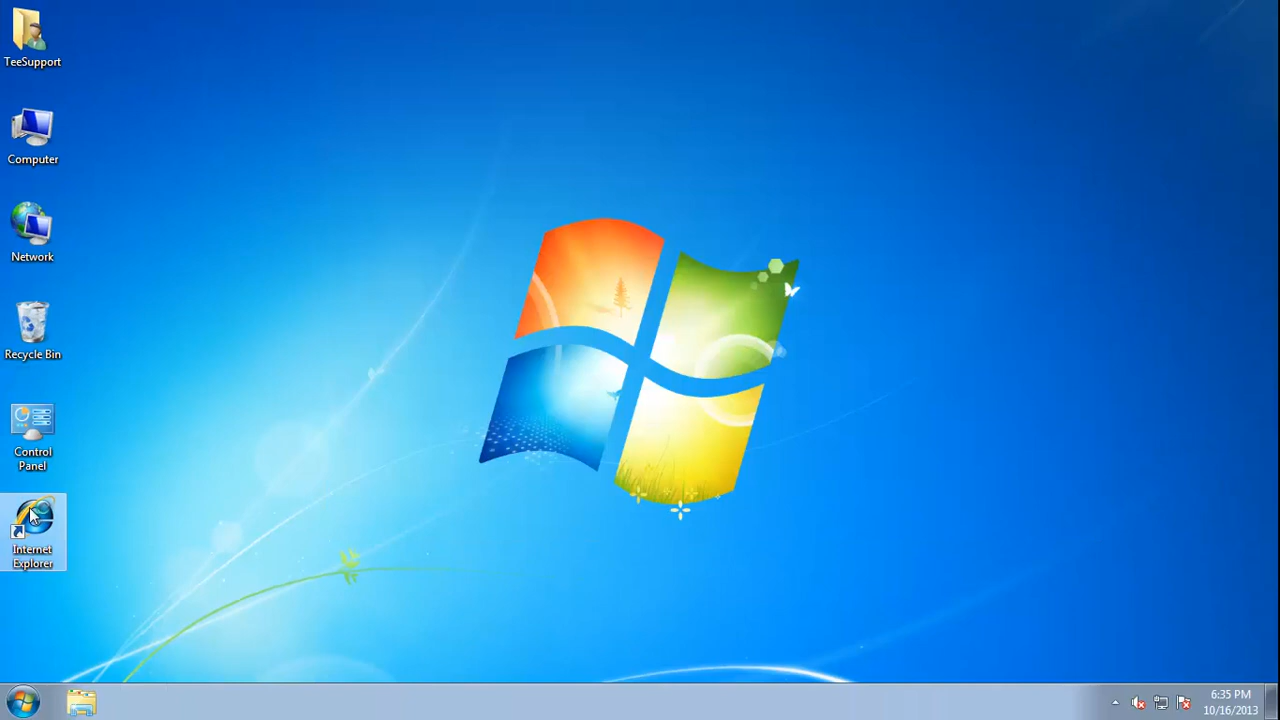 TeeSupport
Computer
Network
Recycle Bin
Control
Panel
Internet
Explorer
6:35 PM
10/16/2013